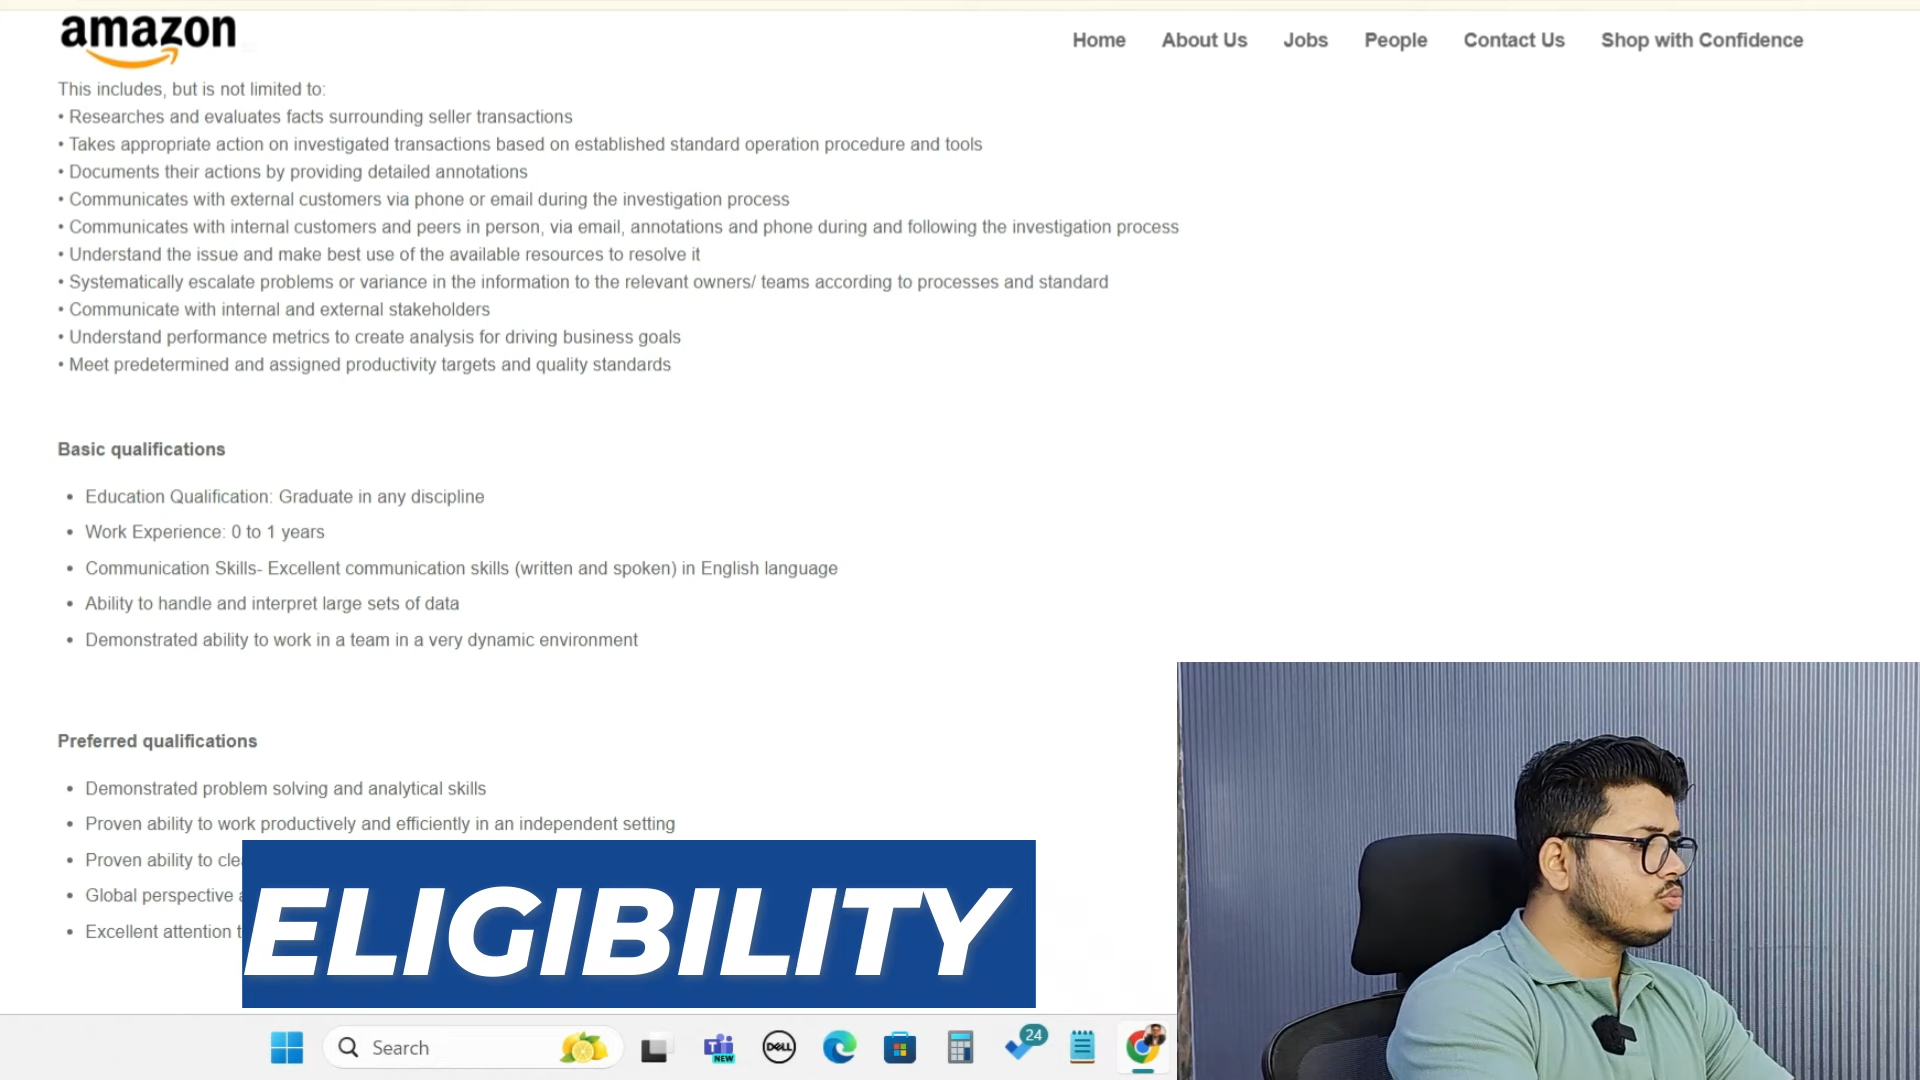 amazon
Home About Us Jobs People Contact Us Shop with Confidence
This includes, but is not limited to:
• Researches and evaluates facts surrounding seller transactions
• Takes appropriate action on investigated transactions based on established standard operation procedure and tools
• Documents their actions by providing detailed annotations
• Communicates with external customers via phone or email during the investigation process
• Communicates with internal customers and peers in person, via email, annotations and phone during and following the investigation process
• Understand the issue and make best use of the available resources to resolve it
• Systematically escalate problems or variance in the information to the relevant owners/ teams according to processes and standard
• Communicate with internal and external stakeholders
• Understand performance metrics to create analysis for driving business goals
• Meet predetermined and assigned productivity targets and quality standards
Basic qualifications
• Education Qualification: Graduate in any discipline
• Work Experience: 0 to 1 years
• Communication Skills- Excellent communication skills (written and spoken) in English language
• Ability to handle and interpret large sets of data
• Demonstrated ability to work in a team in a very dynamic environment
Preferred qualifications
• Demonstrated problem solving and analytical skills
• Proven ability to work productively and efficiently in an independent setting
• Proven ability to
• Global perspective
• Excellent attention
ELIGIBILITY
Search
NEW
DELL
24